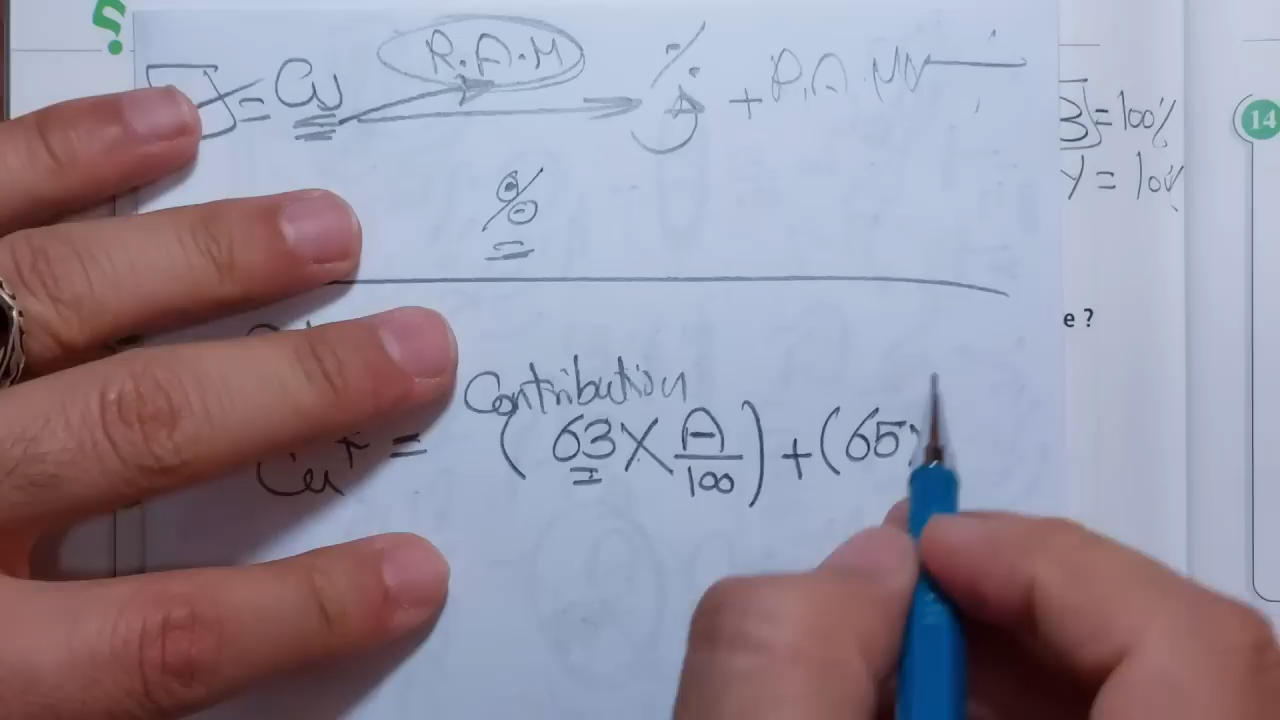 = Cu R.A.M % + R.A.M
%
Contribution
Cu = (63 X A/100) + (65
= 100%
Y = 100%
e ?
14